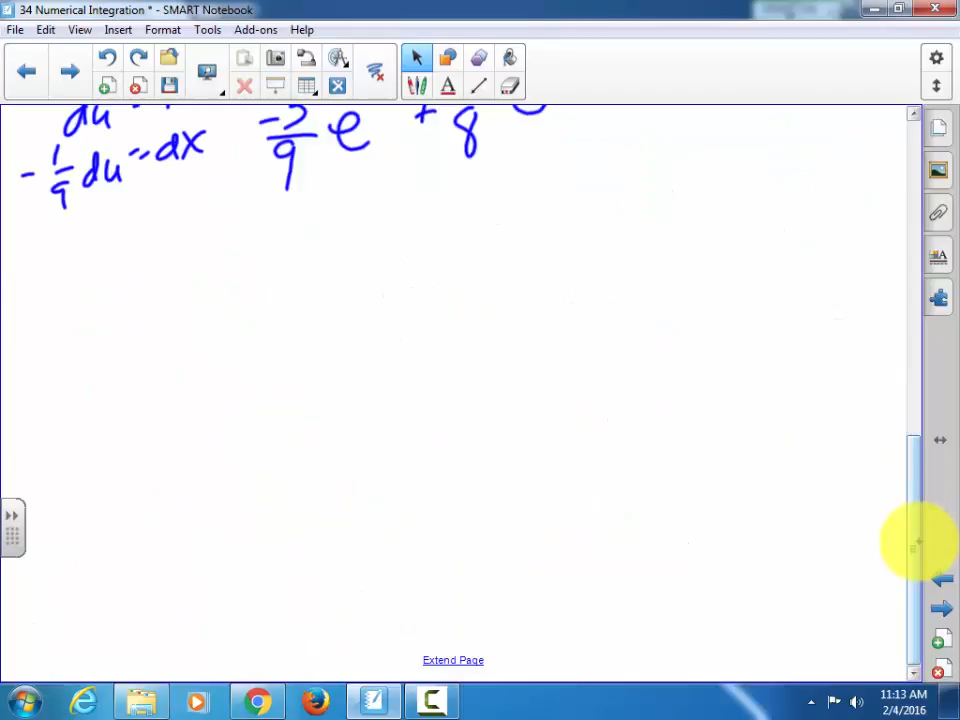 34 Numerical Integration * - SMART Notebook
File Edit View Insert Format Tools Add-ons Help
du =
-1/9 du = dx
9 e + 8
Extend Page
11:13 AM
2/4/2016